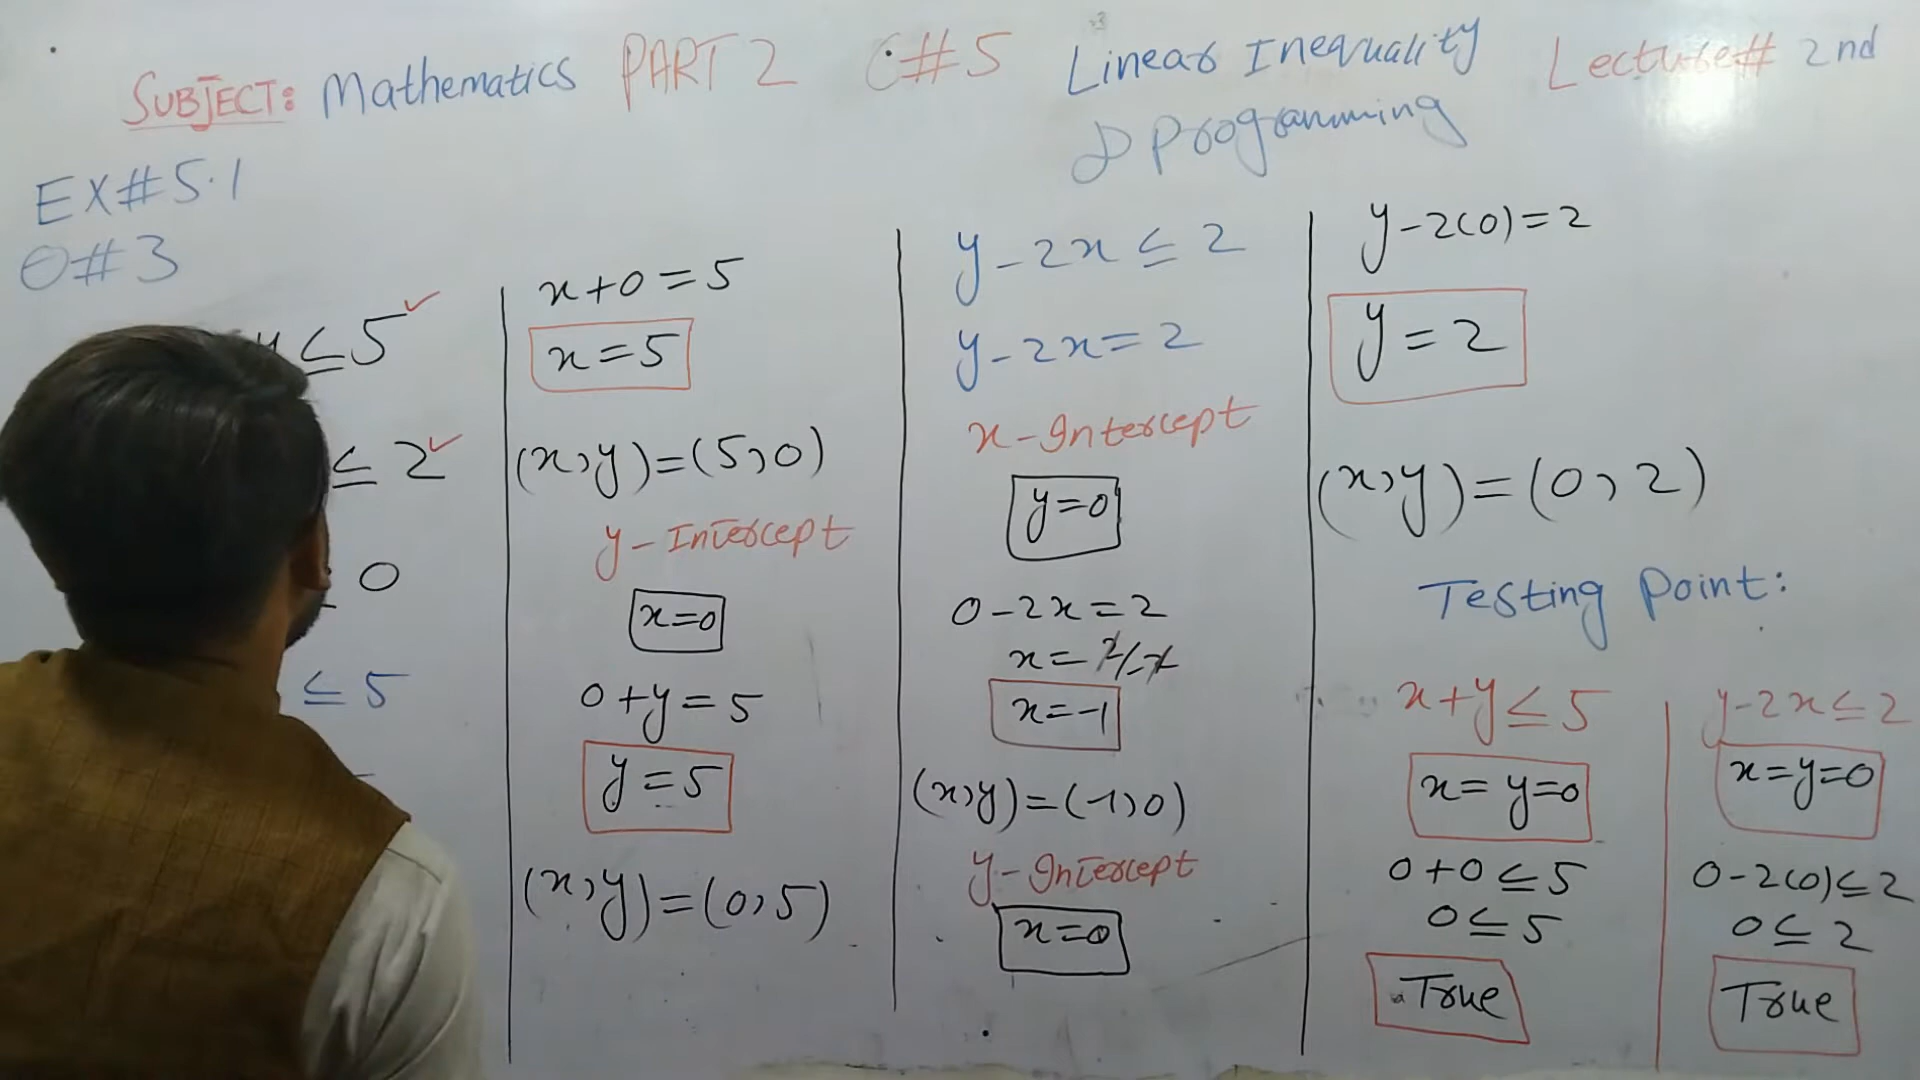 SUBJECT: Mathematics PART 2 C#5 Linear Inequality Lecture# 2nd
& Programming
EX#5.1
Q#3
y ≤ 5 ✓
≤ 2 ✓
0
≤ 5
x+0=5
x=5
(x,y)=(5,0)
y-Intercept
x=0
0+y=5
y=5
(x,y)=(0,5)
y-2x≤2
y-2x=2
x-Intercept
y=0
0-2x=2
x=2/-2
x=-1
(x,y)=(-1,0)
y-Intercept
x=0
y-2(0)=2
y=2
(x,y)=(0,2)
Testing Point:
x+y≤5
x=y=0
0+0≤5
0≤5
True
y-2x≤2
x=y=0
0-2(0)≤2
0≤2
True